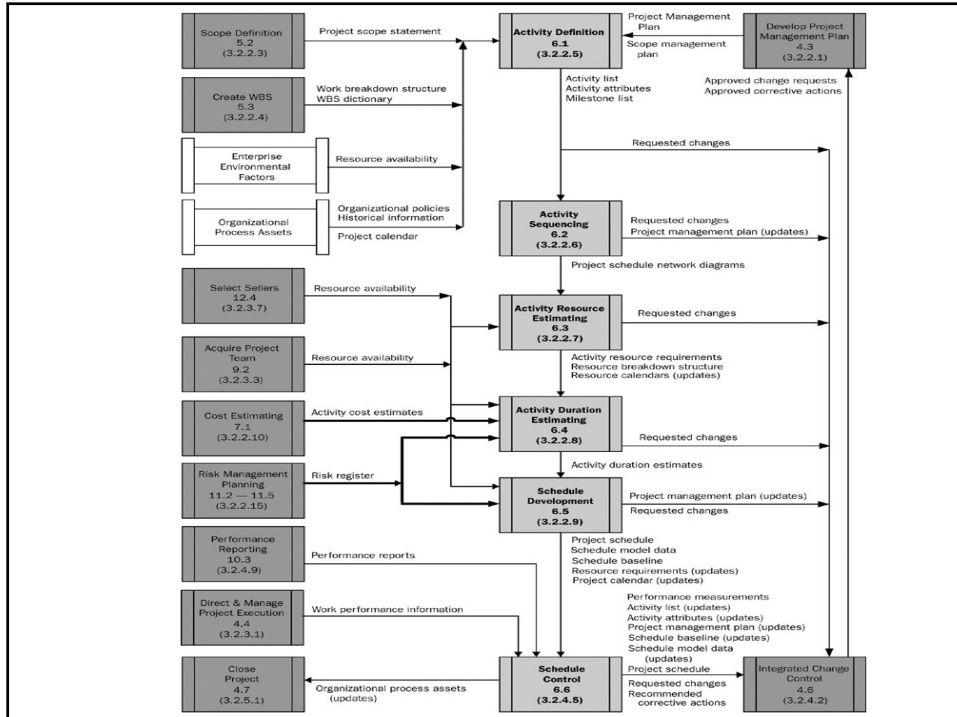 Scope Definition
5.2
(3.2.2.3)
Project scope statement
Activity Definition
6.1
(3.2.2.5)
Project Management
Plan
Scope management
plan
Develop Project
Management Plan
4.3
(3.2.2.1)
Activity list
Activity attributes
Milestone list
Approved change requests
Approved corrective actions
Create WBS
5.3
(3.2.2.4)
Work breakdown structure
WBS dictionary
Requested changes
Enterprise
Environmental
Factors
Resource availability
Organizational
Process Assets
Organizational policies
Historical information
Project calendar
Activity
Sequencing
6.2
(3.2.2.6)
Requested changes
Project management plan (updates)
Project schedule network diagrams
Select Sellers
12.4
(3.2.3.7)
Resource availability
Activity Resource
Estimating
6.3
(3.2.2.7)
Requested changes
Acquire Project
Team
9.2
(3.2.3.3)
Resource availability
Activity resource requirements
Resource breakdown structure
Resource calendars (updates)
Cost Estimating
7.1
(3.2.2.10)
Activity cost estimates
Activity Duration
Estimating
6.4
(3.2.2.8)
Requested changes
Activity duration estimates
Risk Management
Planning
11.2 — 11.5
(3.2.2.15)
Risk register
Schedule
Development
6.5
(3.2.2.9)
Project management plan (updates)
Requested changes
Performance
Reporting
10.3
(3.2.4.9)
Performance reports
Project schedule
Schedule model data
Schedule baseline
Resource requirements (updates)
Project calendar (updates)
Direct & Manage
Project Execution
4.4
(3.2.3.1)
Work performance information
Performance measurements
Activity list (updates)
Activity attributes (updates)
Project management plan (updates)
Schedule baseline (updates)
Schedule model data
(updates)
Project schedule
Requested changes
Recommended
corrective actions
Close
Project
4.7
(3.2.5.1)
Organizational process assets
(updates)
Schedule
Control
6.6
(3.2.4.5)
Integrated Change
Control
4.6
(3.2.4.2)